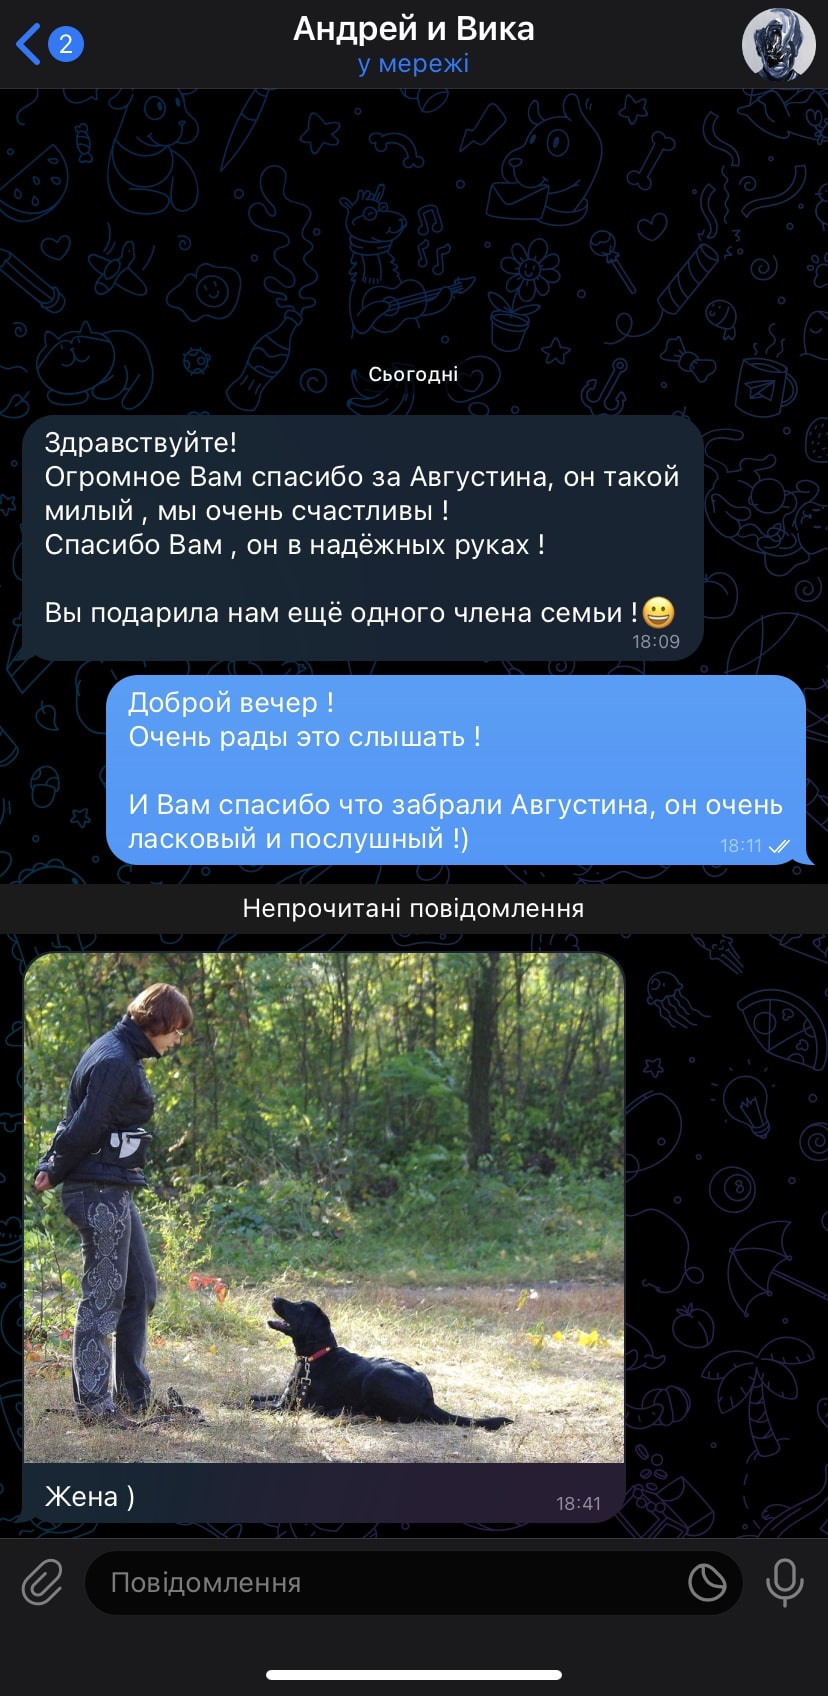 2
Андрей и Вика
у мережі
Сьогодні
Здравствуйте!
Огромное Вам спасибо за Августина, он такой
милый , мы очень счастливы !
Спасибо Вам , он в надёжных руках !
Вы подарила нам ещё одного члена семьи !😀
18:09
Доброй вечер !
Очень рады это слышать !
И Вам спасибо что забрали Августина, он очень
ласковый и послушный !)
18:11
Непрочитані повідомлення
Жена )
18:41
Повідомлення